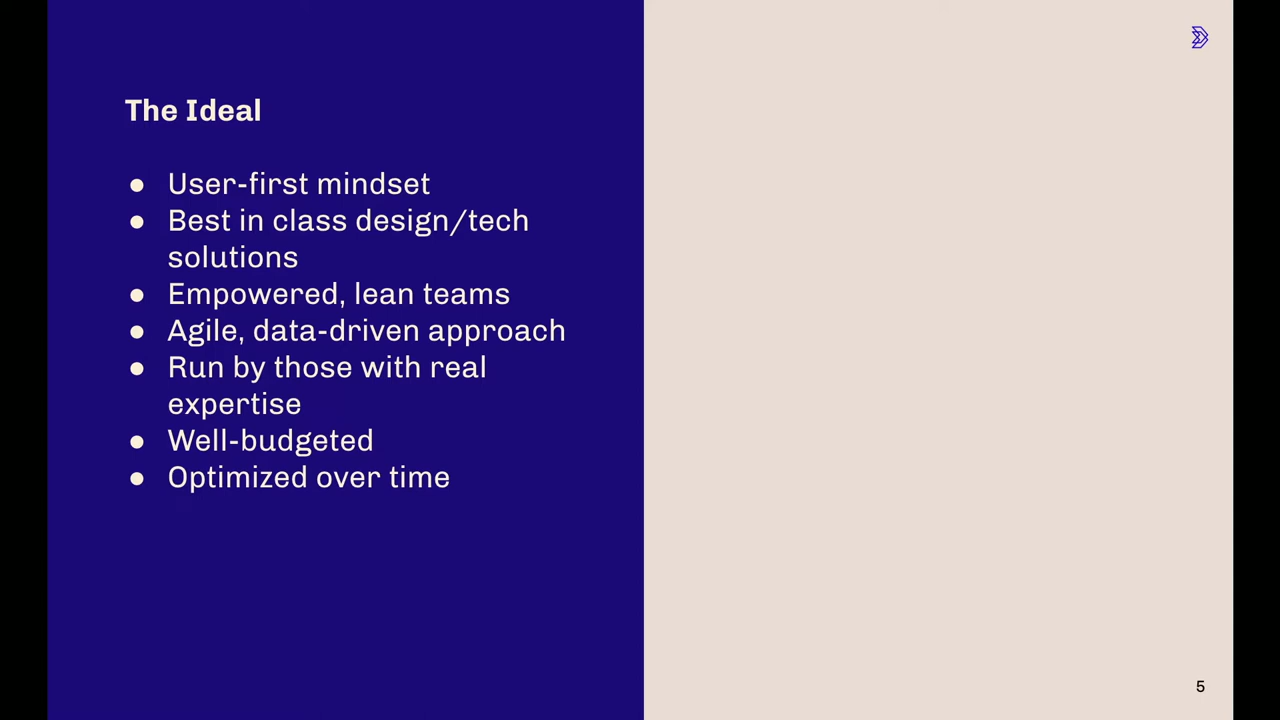 The Ideal
● User-first mindset
● Best in class design/tech
solutions
● Empowered, lean teams
● Agile, data-driven approach
● Run by those with real
expertise
● Well-budgeted
● Optimized over time
5